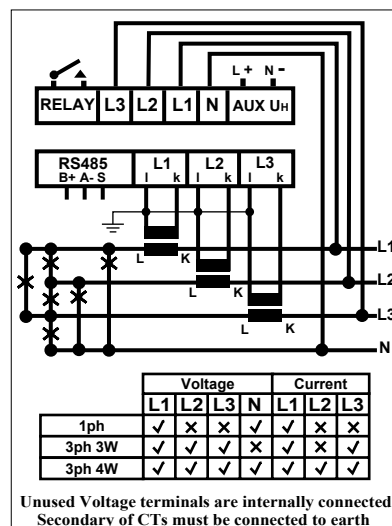 L + N -
RELAY L3 L2 L1 N AUX UH
RS485 L1 L2 L3
B+ A- S l k l k l k
L K L1
L K L2
L K L3
N
Voltage Current
L1 L2 L3 N L1 L2 L3
1ph ✓ × × ✓ ✓ × ×
3ph 3W ✓ ✓ ✓ × ✓ × ✓
3ph 4W ✓ ✓ ✓ ✓ ✓ ✓ ✓
Unused Voltage terminals are internally connected
Secondary of CTs must be connected to earth